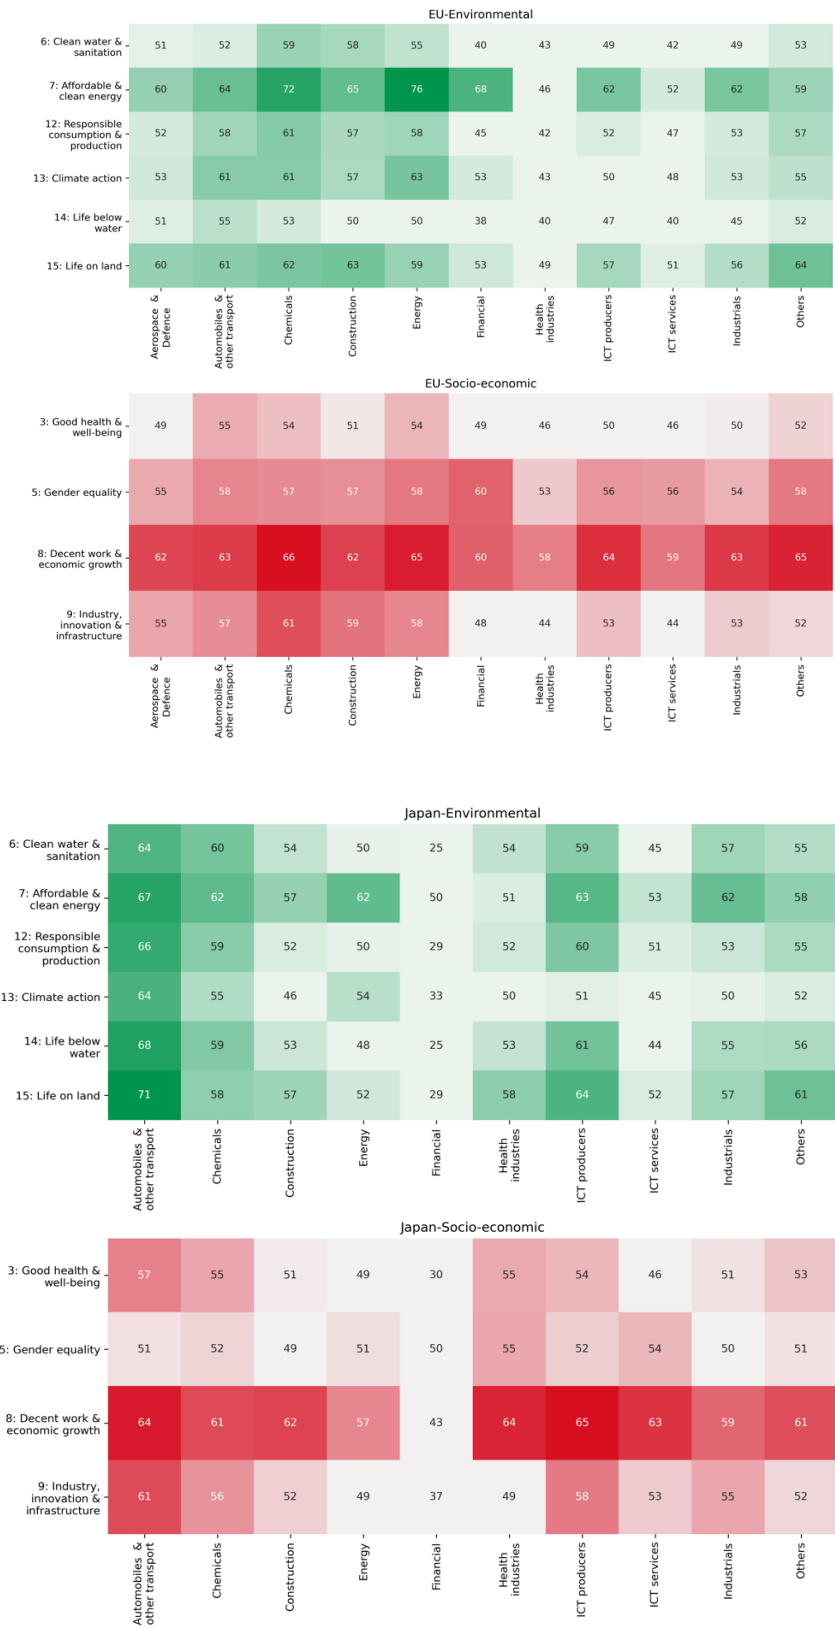 EU-Environmental
6: Clean water &
sanitation
51 52 59 58 55 40 43 49 42 49 53
7: Affordable &
clean energy
60 64 72 65 76 68 46 62 52 62 59
12: Responsible
consumption &
production
52 58 61 57 58 45 42 52 47 53 57
13: Climate action
53 61 61 57 63 53 43 50 48 53 55
14: Life below
water
51 55 53 50 50 38 40 47 40 45 52
15: Life on land
60 61 62 63 59 53 49 57 51 56 64
Aerospace &
Defence
Automobiles &
other transport
Chemicals
Construction
Energy
Financial
Health
industries
ICT producers
ICT services
Industrials
Others
EU-Socio-economic
3: Good health &
well-being
49 55 54 51 54 49 46 50 46 50 52
5: Gender equality
55 58 57 57 58 60 53 56 56 54 58
8: Decent work &
economic growth
62 63 66 62 65 60 58 64 59 63 65
9: Industry,
innovation &
infrastructure
55 57 61 59 58 48 44 53 44 53 52
Aerospace &
Defence
Automobiles &
other transport
Chemicals
Construction
Energy
Financial
Health
industries
ICT producers
ICT services
Industrials
Others
Japan-Environmental
6: Clean water &
sanitation
64 60 54 50 25 54 59 45 57 55
7: Affordable &
clean energy
67 62 57 62 50 51 63 53 62 58
12: Responsible
consumption &
production
66 59 52 50 29 52 60 51 53 55
13: Climate action
64 55 46 54 33 50 51 45 50 52
14: Life below
water
68 59 53 48 25 53 61 44 55 56
15: Life on land
71 58 57 52 29 58 64 52 57 61
Automobiles &
other transport
Chemicals
Construction
Energy
Financial
Health
industries
ICT producers
ICT services
Industrials
Others
Japan-Socio-economic
3: Good health &
well-being
57 55 51 49 30 55 54 46 51 53
5: Gender equality
51 52 49 51 50 55 52 54 50 51
8: Decent work &
economic growth
64 61 62 57 43 64 65 63 59 61
9: Industry,
innovation &
infrastructure
61 56 52 49 37 49 58 53 55 52
Automobiles &
other transport
Chemicals
Construction
Energy
Financial
Health
industries
ICT producers
ICT services
Industrials
Others